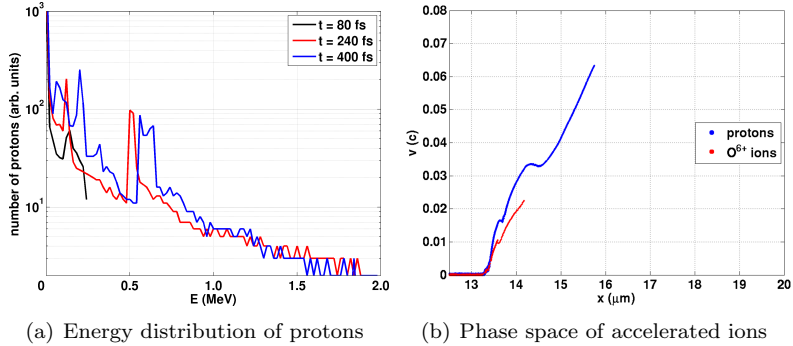 10³
t = 80 fs
t = 240 fs
t = 400 fs
10²
10¹
number of protons (arb. units)
0
0.5
1.0
1.5
2.0
E (MeV)
(a) Energy distribution of protons
0.08
0.07
0.06
0.05
0.04
0.03
0.02
0.01
0
v (c)
protons
O⁶⁺ ions
13
14
15
16
17
18
19
20
x (μm)
(b) Phase space of accelerated ions